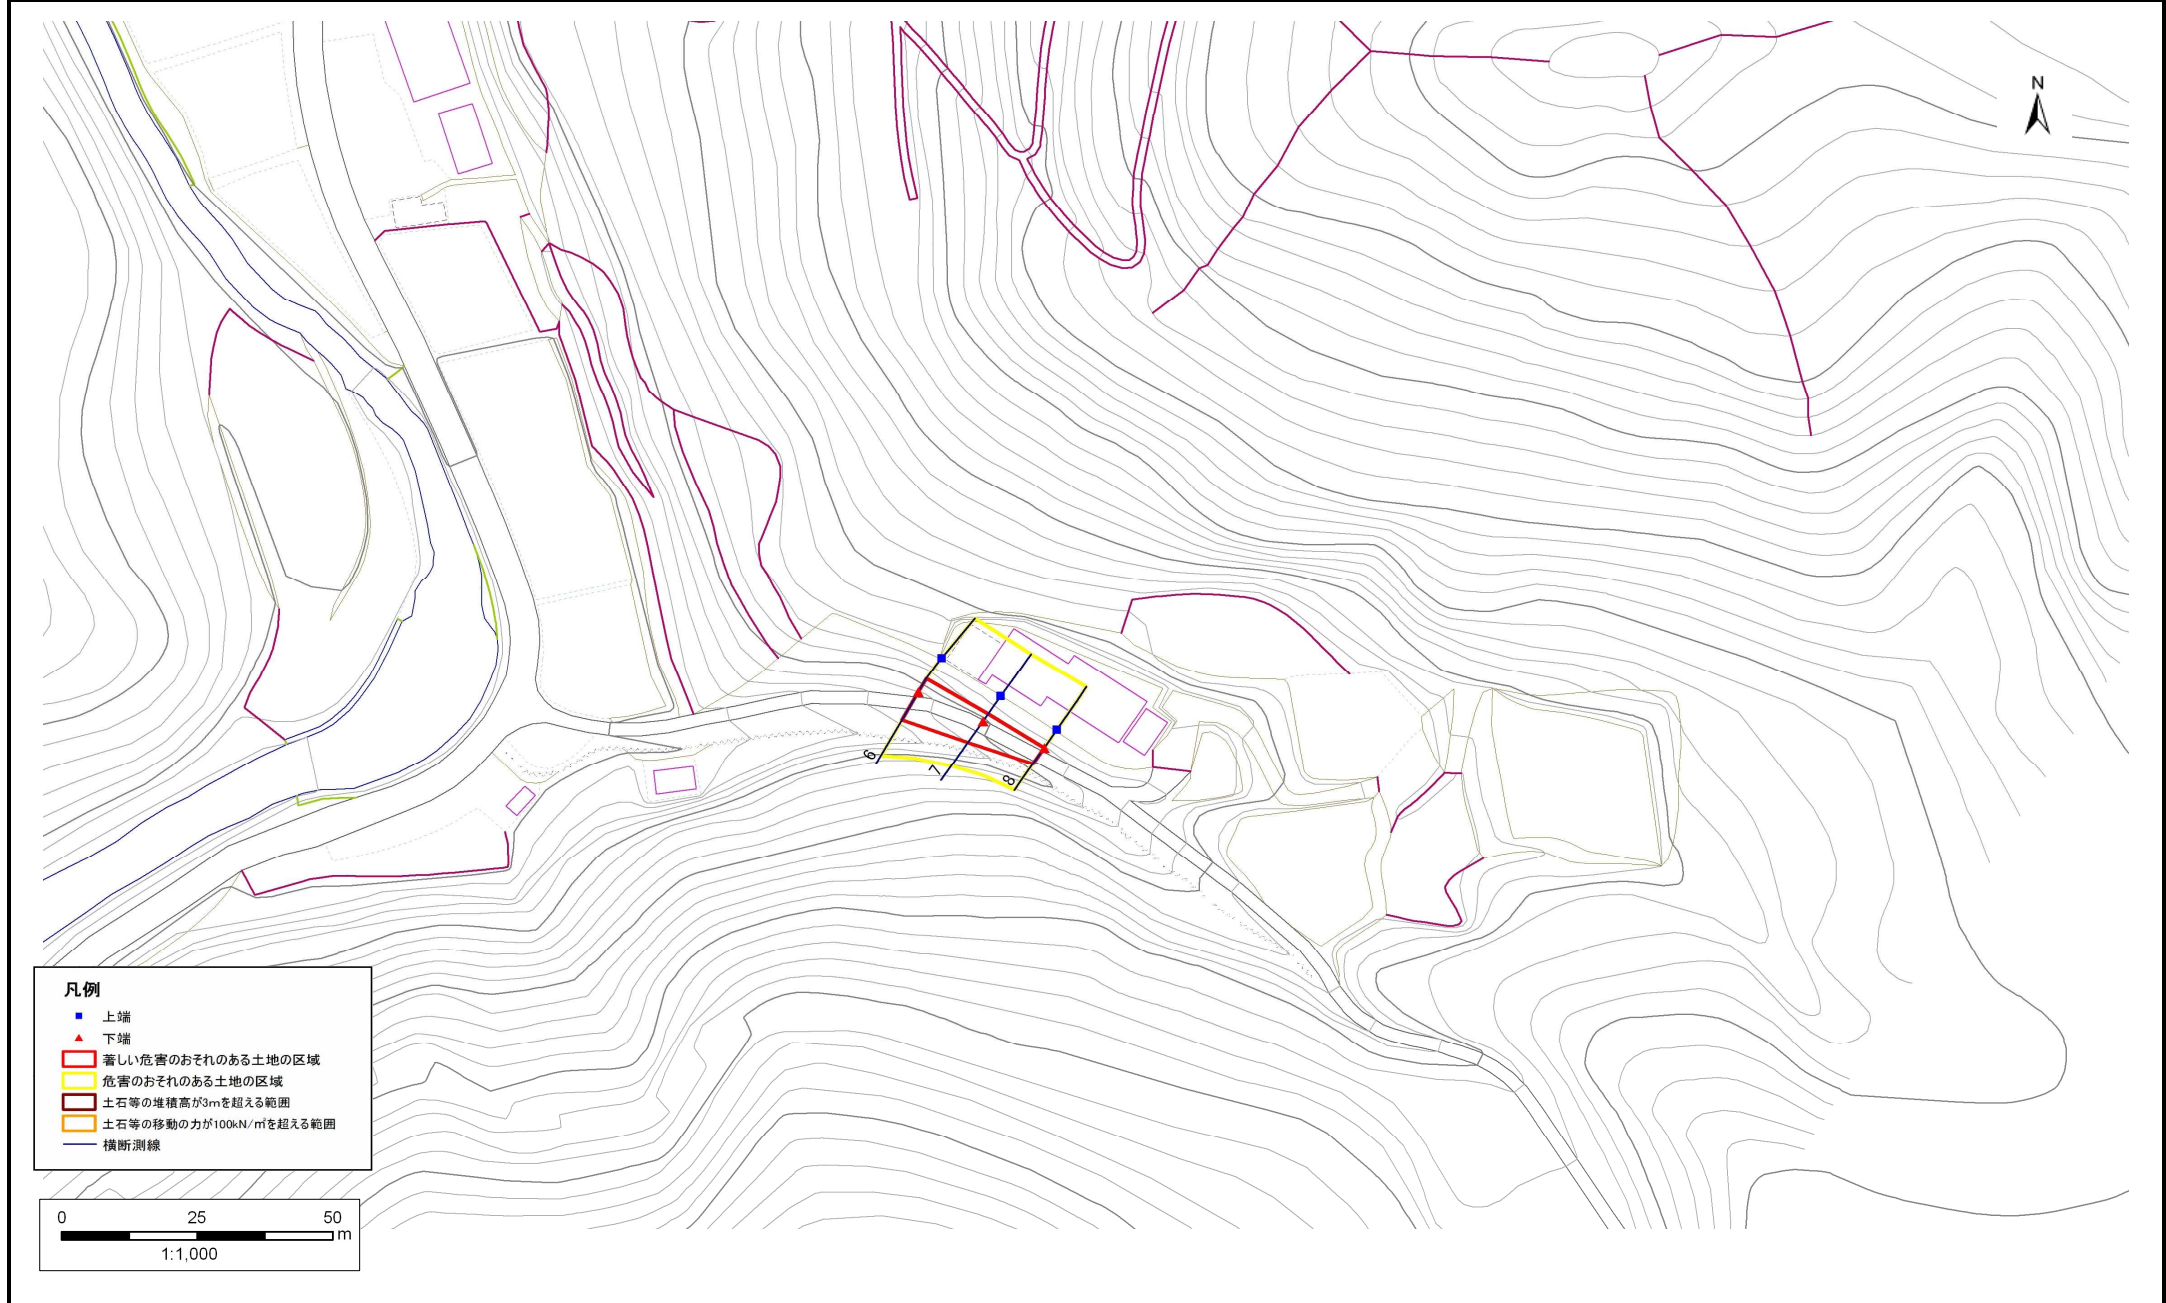 N
6
7
8
凡例
上端
下端
著しい危害のおそれのある土地の区域
危害のおそれのある土地の区域
土石等の堆積高が3mを超える範囲
土石等の移動の力が100kN/㎡を超える範囲
横断測線
0 25 50
m
1:1,000